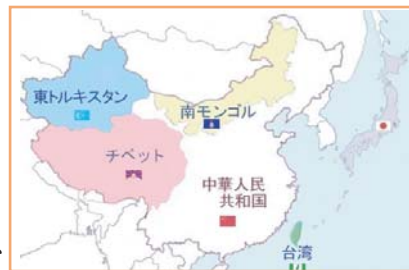 東トルキスタン
南モンゴル
チベット
中華人民
共和国
台湾